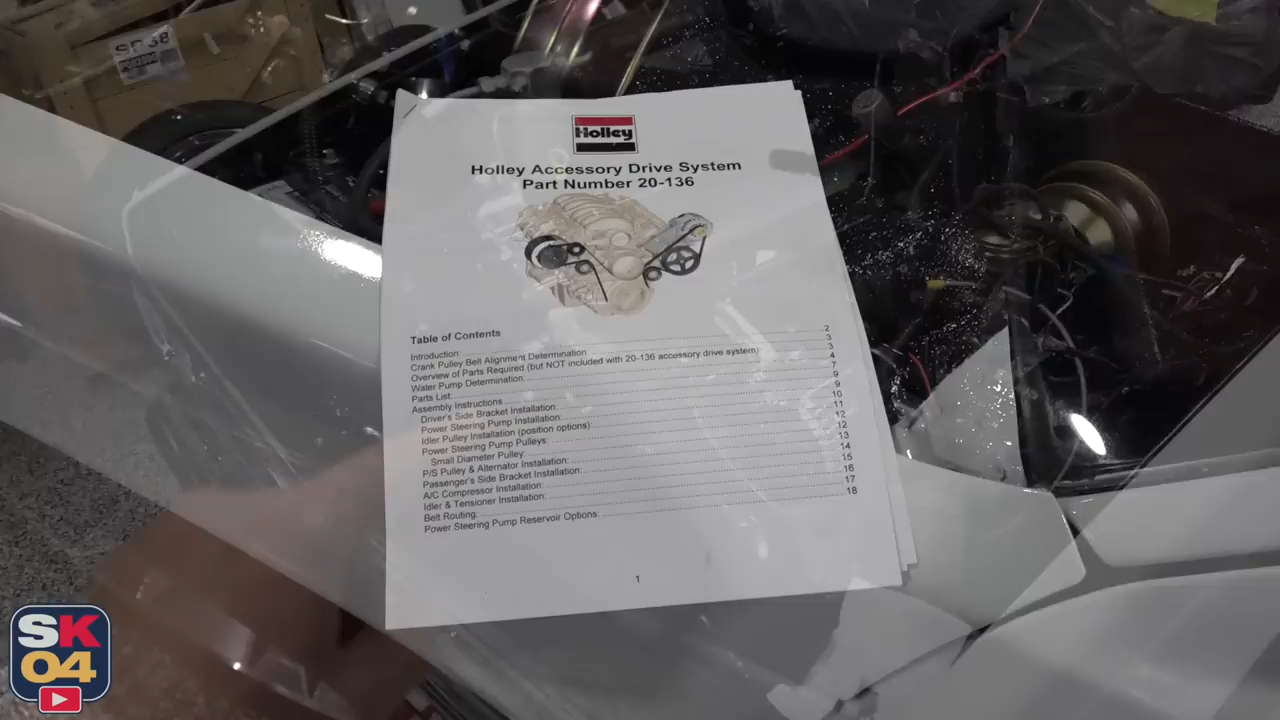 SP38
Holley
Holley Accessory Drive System
Part Number 20-136
Table of Contents
Introduction: 2
Crank Pulley Belt Alignment Determination 3
Overview of Parts Required (but NOT included with 20-136 accessory drive system) 3
Water Pump Determination: 4
Parts List: 7
Assembly Instructions 9
Driver's Side Bracket Installation: 9
Power Steering Pump Installation: 10
Idler Pulley Installation (position options): 11
Power Steering Pump Pulleys: 12
Small Diameter Pulley: 12
P/S Pulley & Alternator Installation: 13
Passenger's Side Bracket Installation: 14
A/C Compressor Installation: 15
Idler & Tensioner Installation: 16
Belt Routing: 17
Power Steering Pump Reservoir Options: 18
1
SK
04